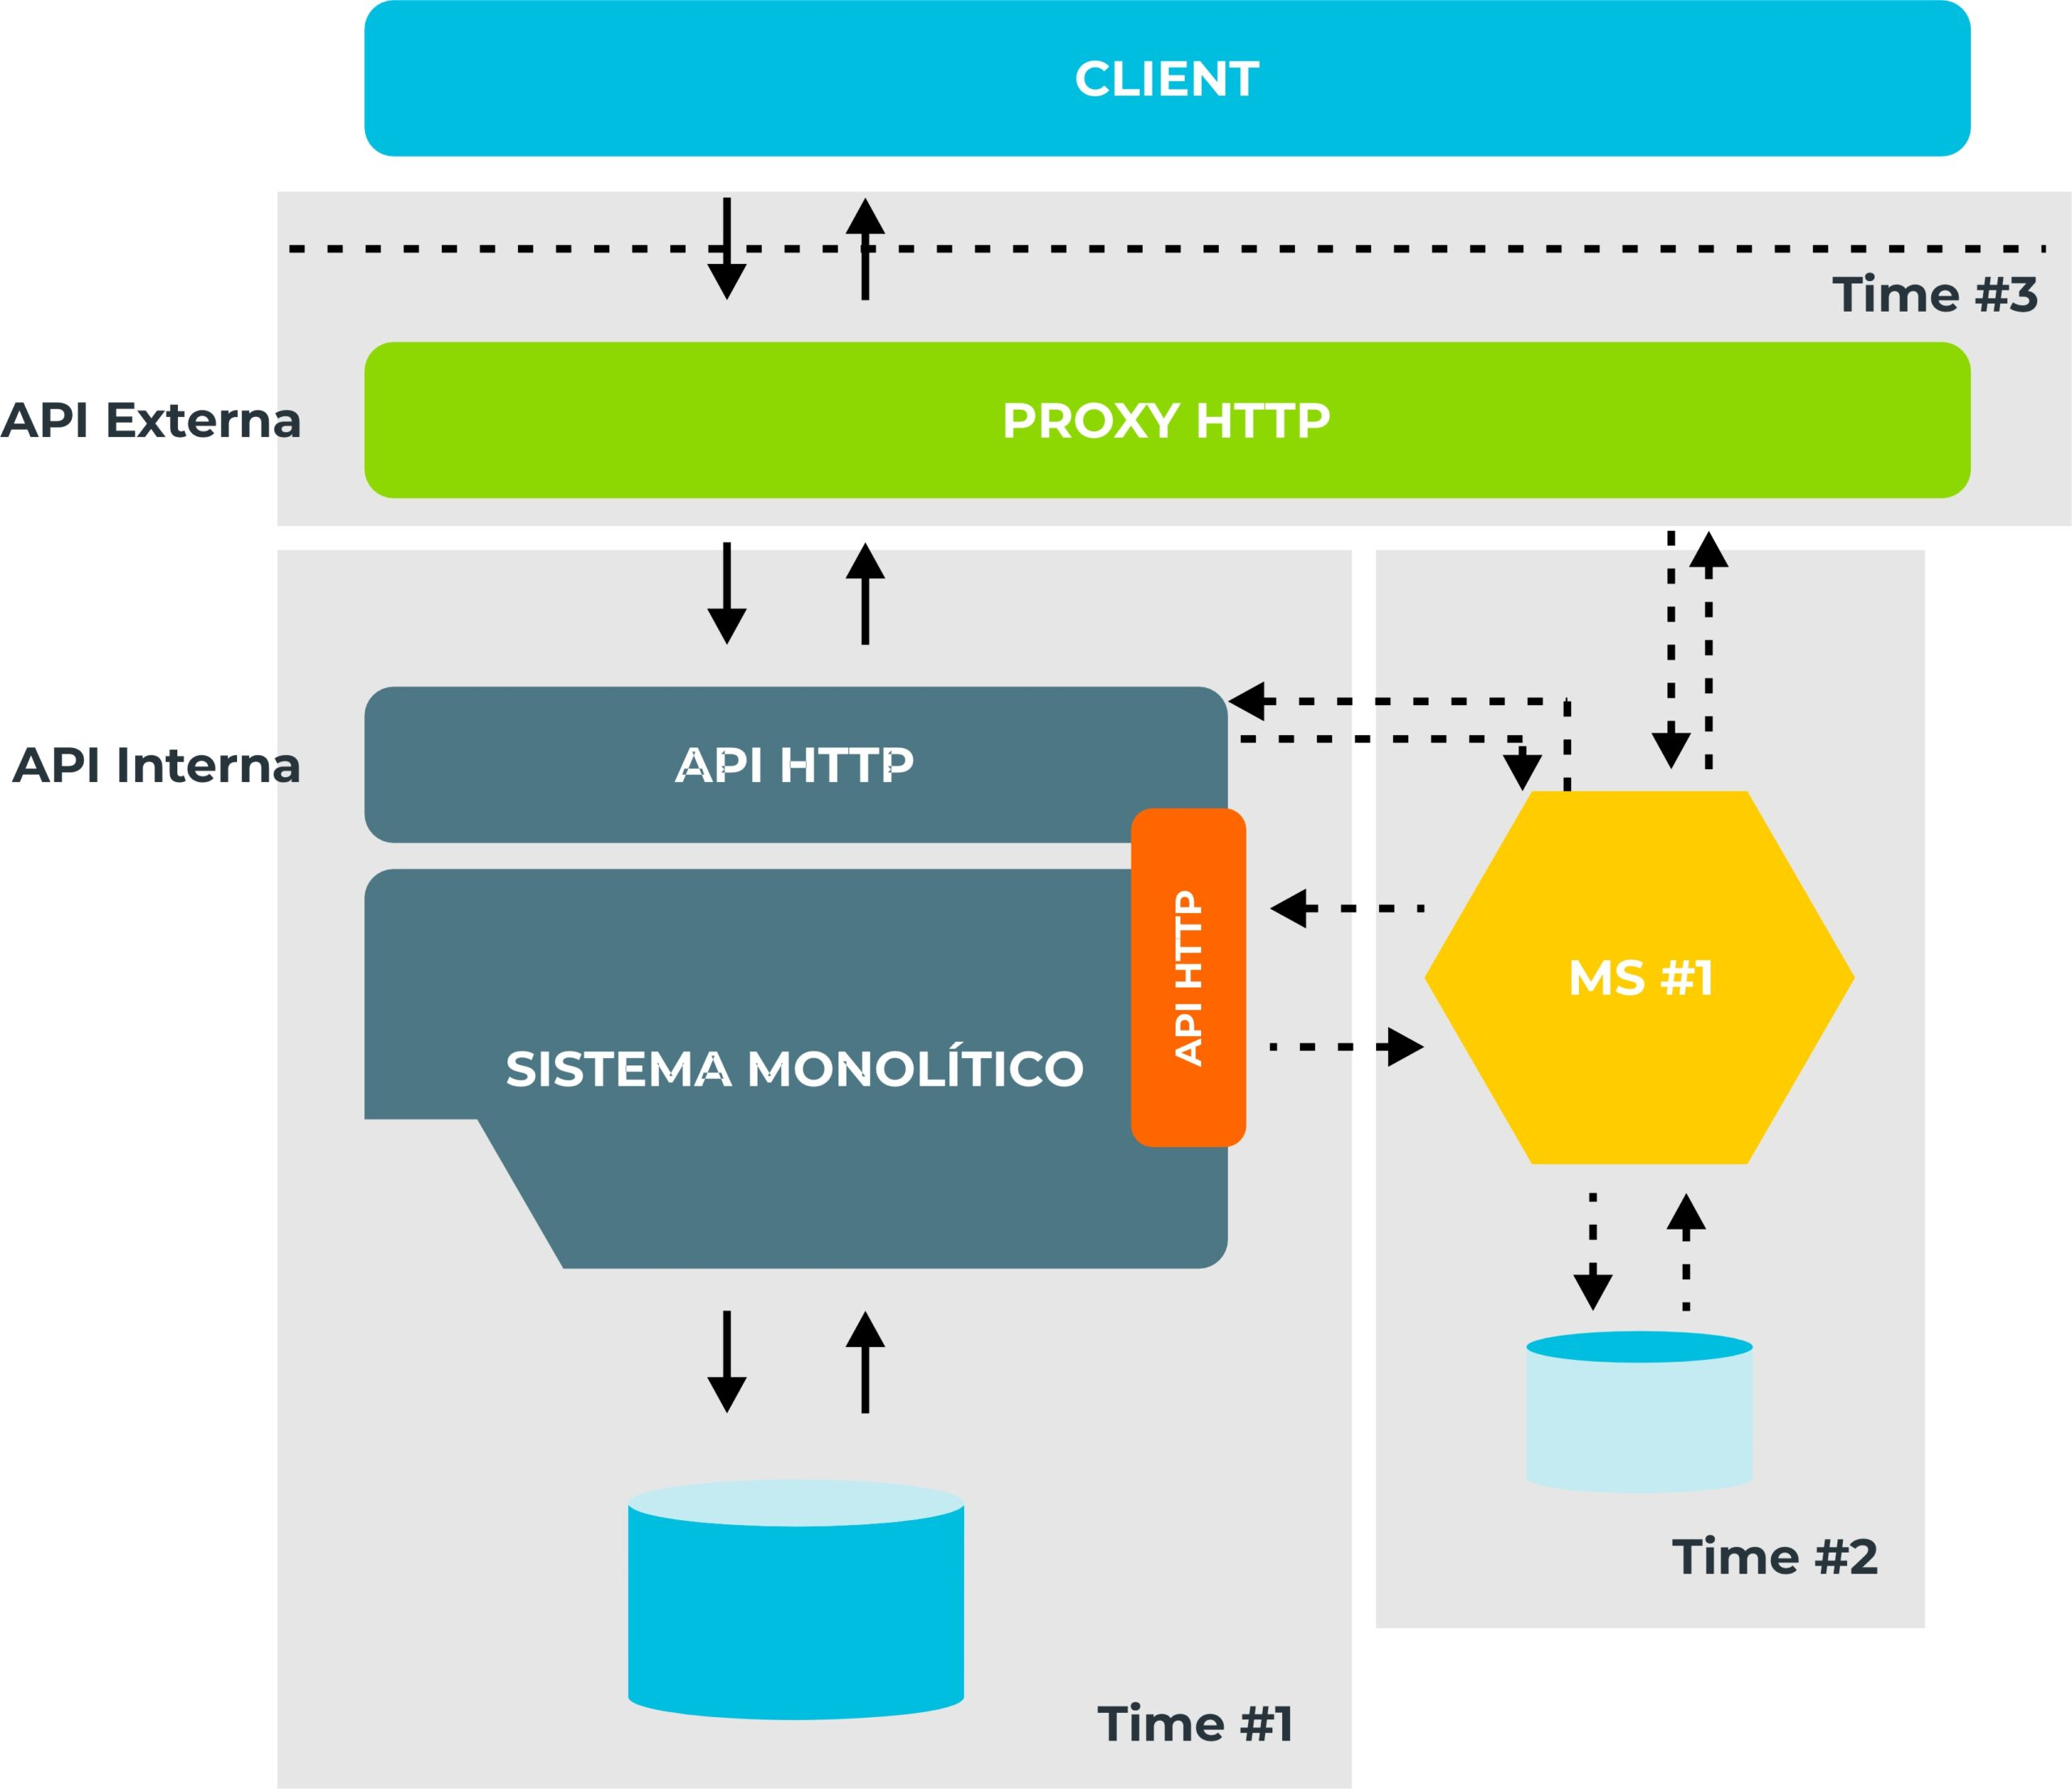 CLIENT
Time #3
API Externa
PROXY HTTP
API Interna
API HTTP
API HTTP
MS #1
SISTEMA MONOLÍTICO
Time #2
Time #1